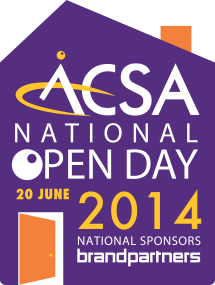 ACSA
NATIONAL
OPEN DAY
20 JUNE
2014
NATIONAL SPONSORS
brandpartners